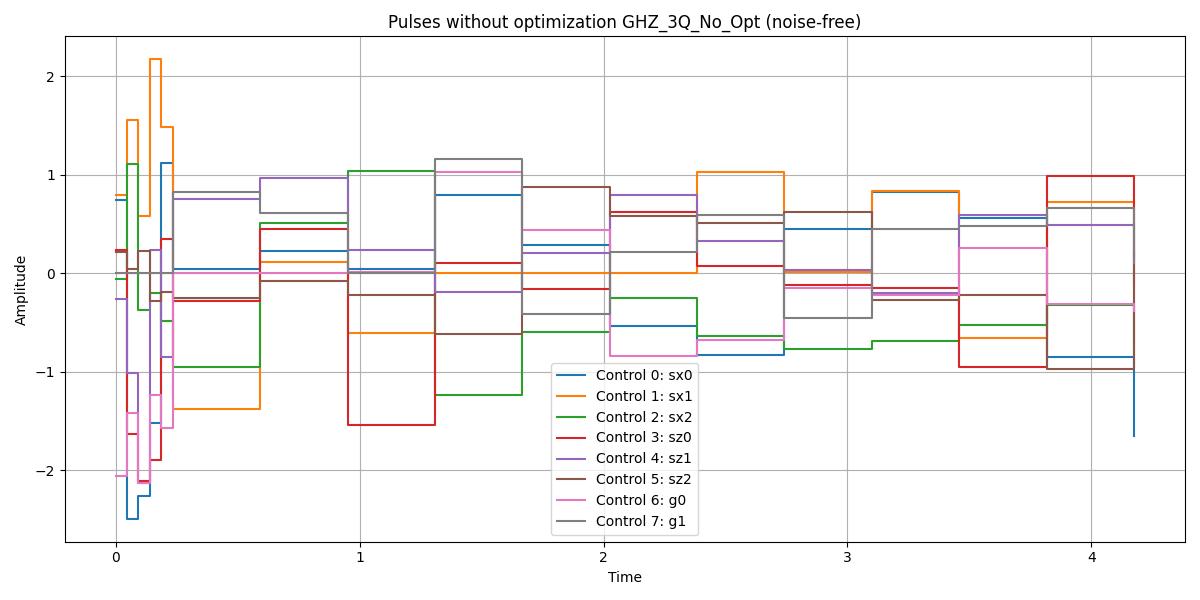 Pulses without optimization GHZ_3Q_No_Opt (noise-free)
Amplitude
2
1
0
−1
−2
0
1
2
3
4
Time
Control 0: sx0
Control 1: sx1
Control 2: sx2
Control 3: sz0
Control 4: sz1
Control 5: sz2
Control 6: g0
Control 7: g1